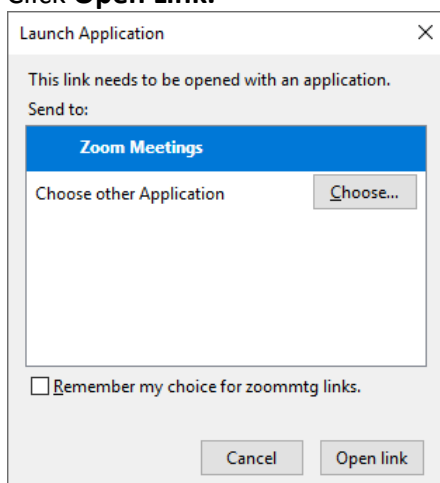 Click Open Link.
Launch Application
This link needs to be opened with an application.
Send to:
Zoom Meetings
Choose other Application
Choose...
Remember my choice for zoommtg links.
Cancel
Open link